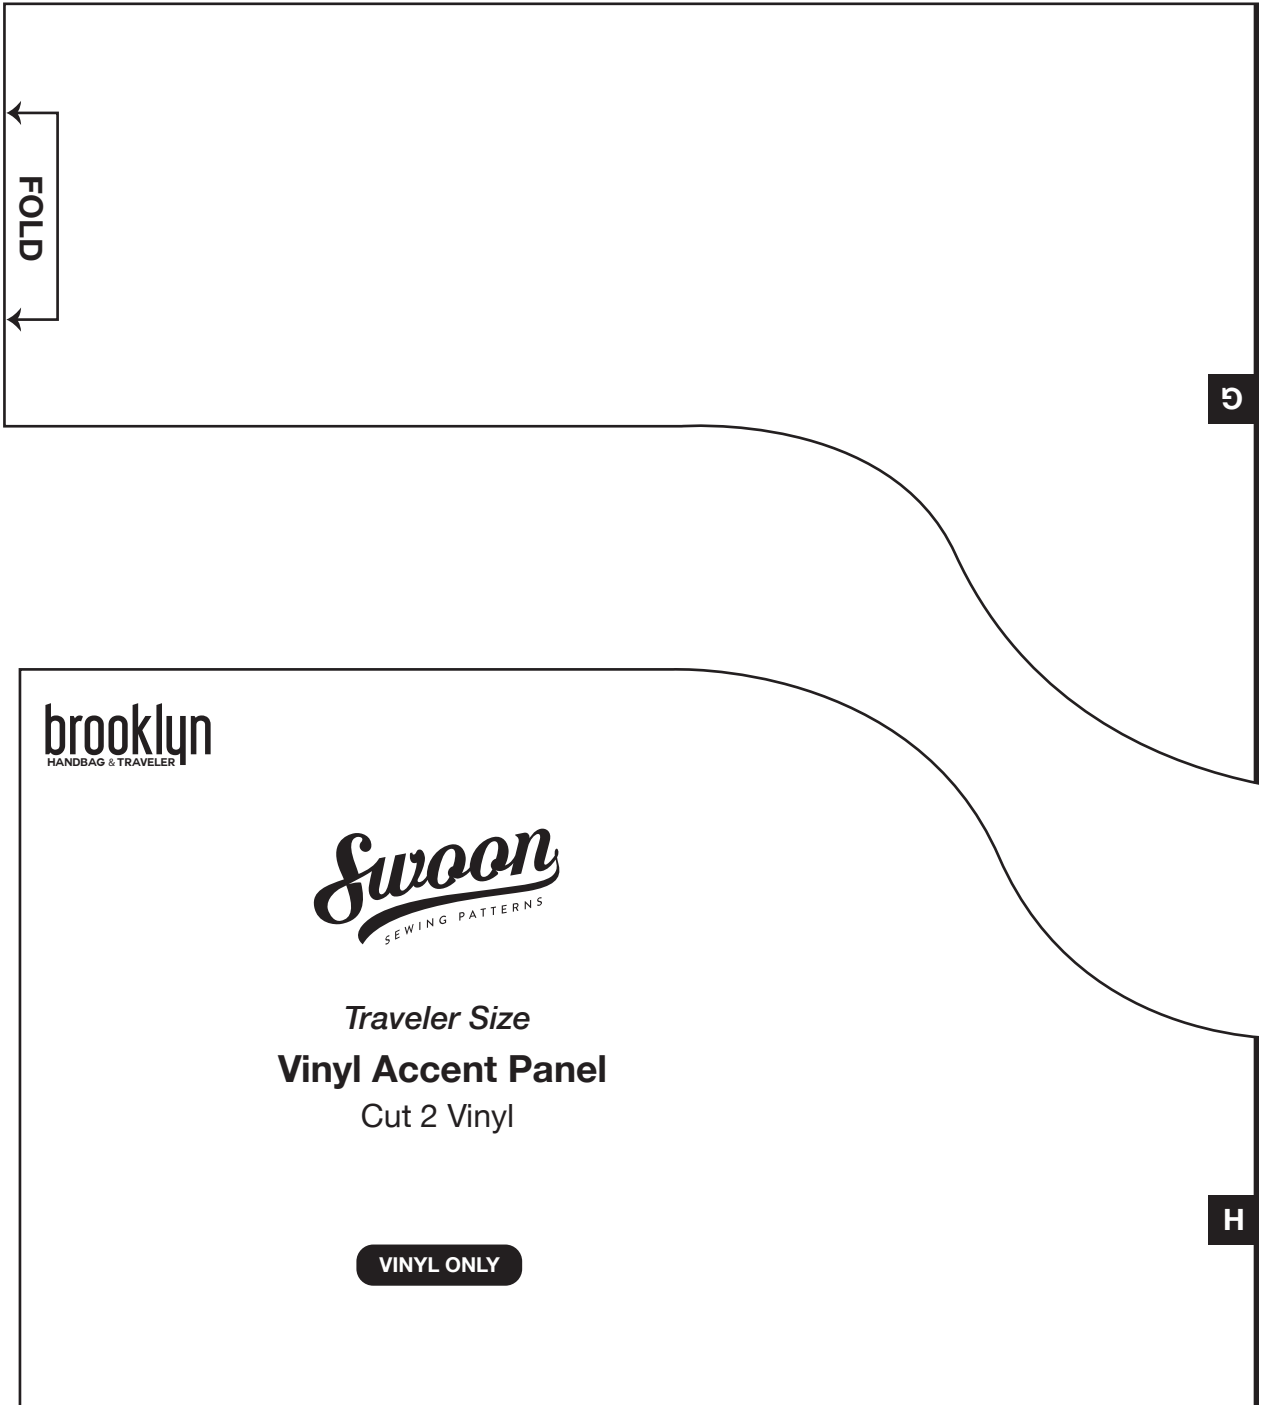 FOLD
G
brooklyn
HANDBAG & TRAVELER
Swoon
SEWING PATTERNS
Traveler Size
Vinyl Accent Panel
Cut 2 Vinyl
H
VINYL ONLY